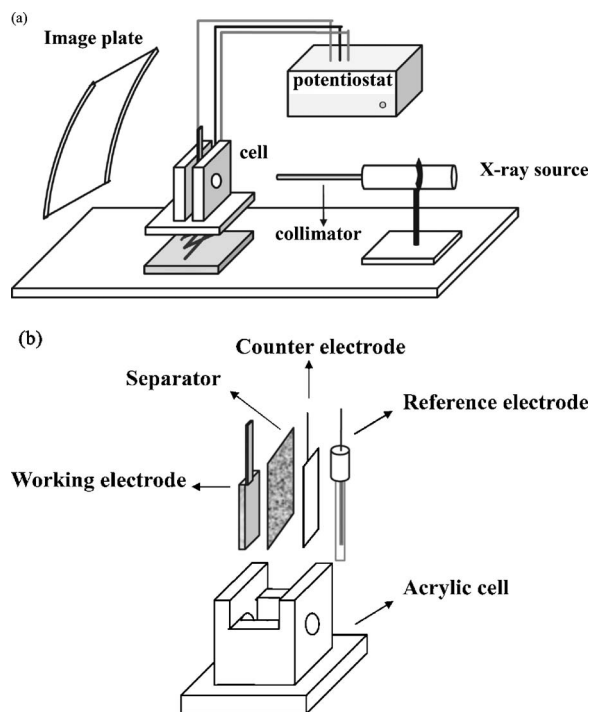 (a)
Image plate
potentiostat
cell
X-ray source
collimator
(b)
Counter electrode
Separator
Reference electrode
Working electrode
Acrylic cell